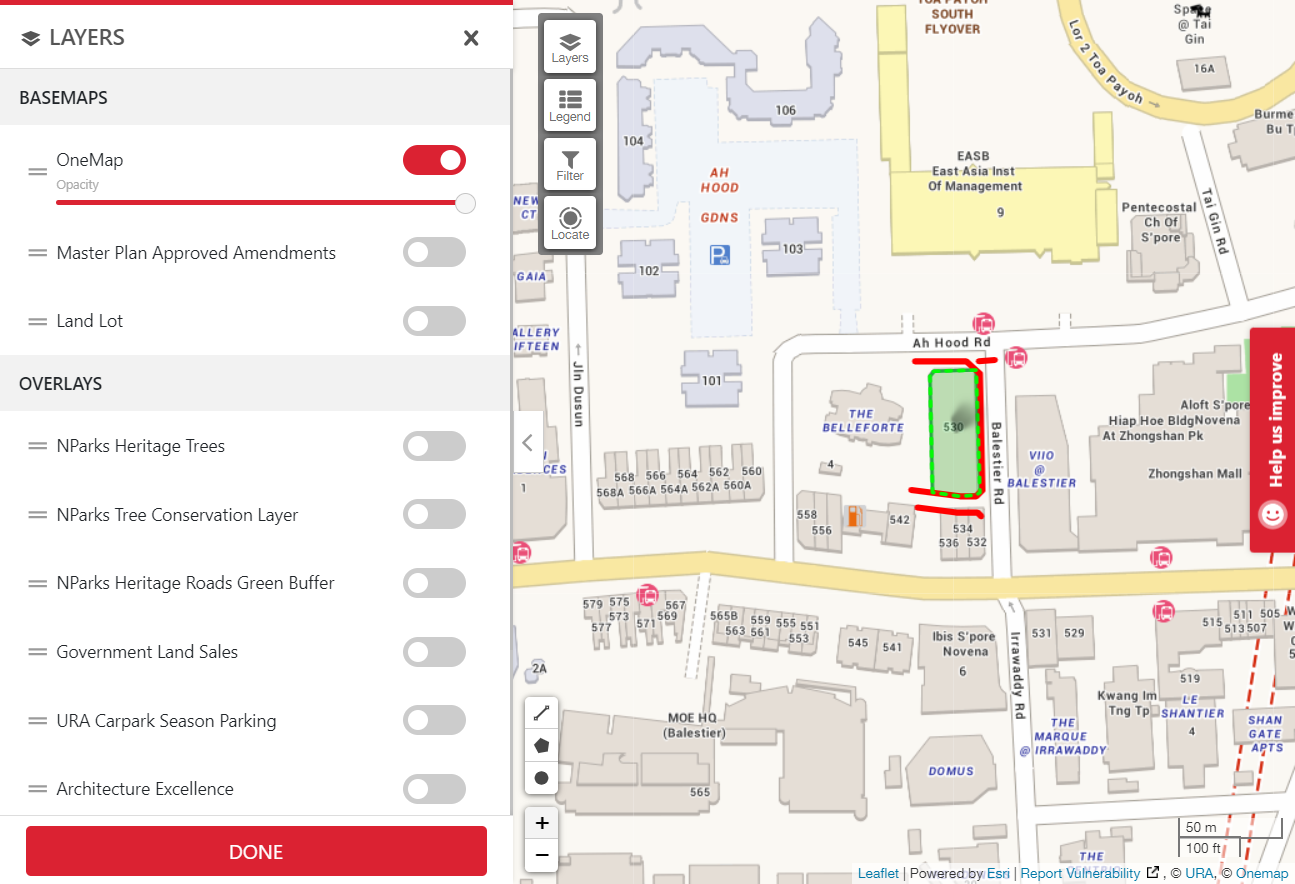 LAYERS
BASEMAPS
OneMap
Opacity
Master Plan Approved Amendments
Land Lot
OVERLAYS
NParks Heritage Trees
NParks Tree Conservation Layer
NParks Heritage Roads Green Buffer
Government Land Sales
URA Carpark Season Parking
Architecture Excellence
DONE
Layers
Legend
Filter
Locate
SOUTH
FLYOVER
@ Tai
Gin
16A
Lor 2 Toa Payoh
Burme
Bu T
106
104
AH
HOOD
GDNS
EASB
East Asia Inst
Of Management
9
Tai Gin Rd
Pentecostal
Ch Of
S'pore
NEW
CT
102
103
GAIA
Ah Hood Rd
Jln Dusun
101
THE
BELLEFORTE
530
Balestier Rd
VIIO
@
BALESTIER
Aloft S'pore
Novena
Hiap Hoe Bldg
At Zhongshan Pk
Zhongshan Mall
Help us improve
4
568 566 564 562 560
568A 566A 564A 562A 560A
1
558
556
542
534
536 532
579 575
573
577
571
567
569
565B
563
559
561
555 551
553
545 541
Ibis S'pore
Novena
6
Irrawaddy Rd
531 529
515
511 505
513 507
519
2A
MOE HQ
(Balestier)
565
Kwang Im
Tng Tp
LE
SHANTIER
4
THE
MARQUE
@ IRRAWADDY
SHAN
GATE
APTS
DOMUS
THE
+
−
50 m
100 ft
Leaflet | Powered by Esri | Report Vulnerability , © URA, © Onemap